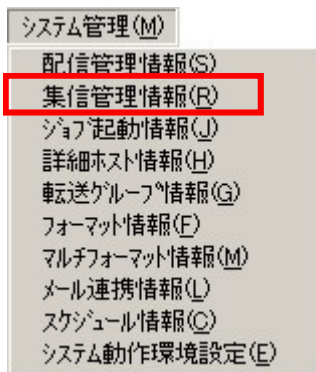 システム管理(M)
配信管理情報(S)
集信管理情報(R)
ジョブ起動情報(J)
詳細ホスト情報(H)
転送グループ情報(G)
フォーマット情報(F)
マルチフォーマット情報(M)
メール連携情報(L)
スケジュール情報(C)
システム動作環境設定(E)